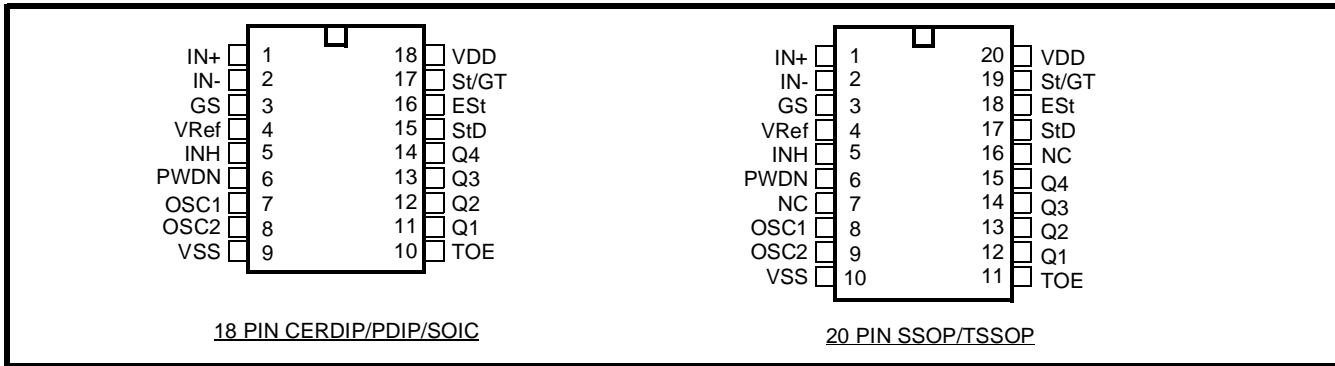 IN+ 1 18 VDD
IN- 2 17 St/GT
GS 3 16 ESt
VRef 4 15 StD
INH 5 14 Q4
PWDN 6 13 Q3
OSC1 7 12 Q2
OSC2 8 11 Q1
VSS 9 10 TOE
18 PIN CERDIP/PDIP/SOIC
IN+ 1 20 VDD
IN- 2 19 St/GT
GS 3 18 ESt
VRef 4 17 StD
INH 5 16 NC
PWDN 6 15 Q4
NC 7 14 Q3
OSC1 8 13 Q2
OSC2 9 12 Q1
VSS 10 11 TOE
20 PIN SSOP/TSSOP